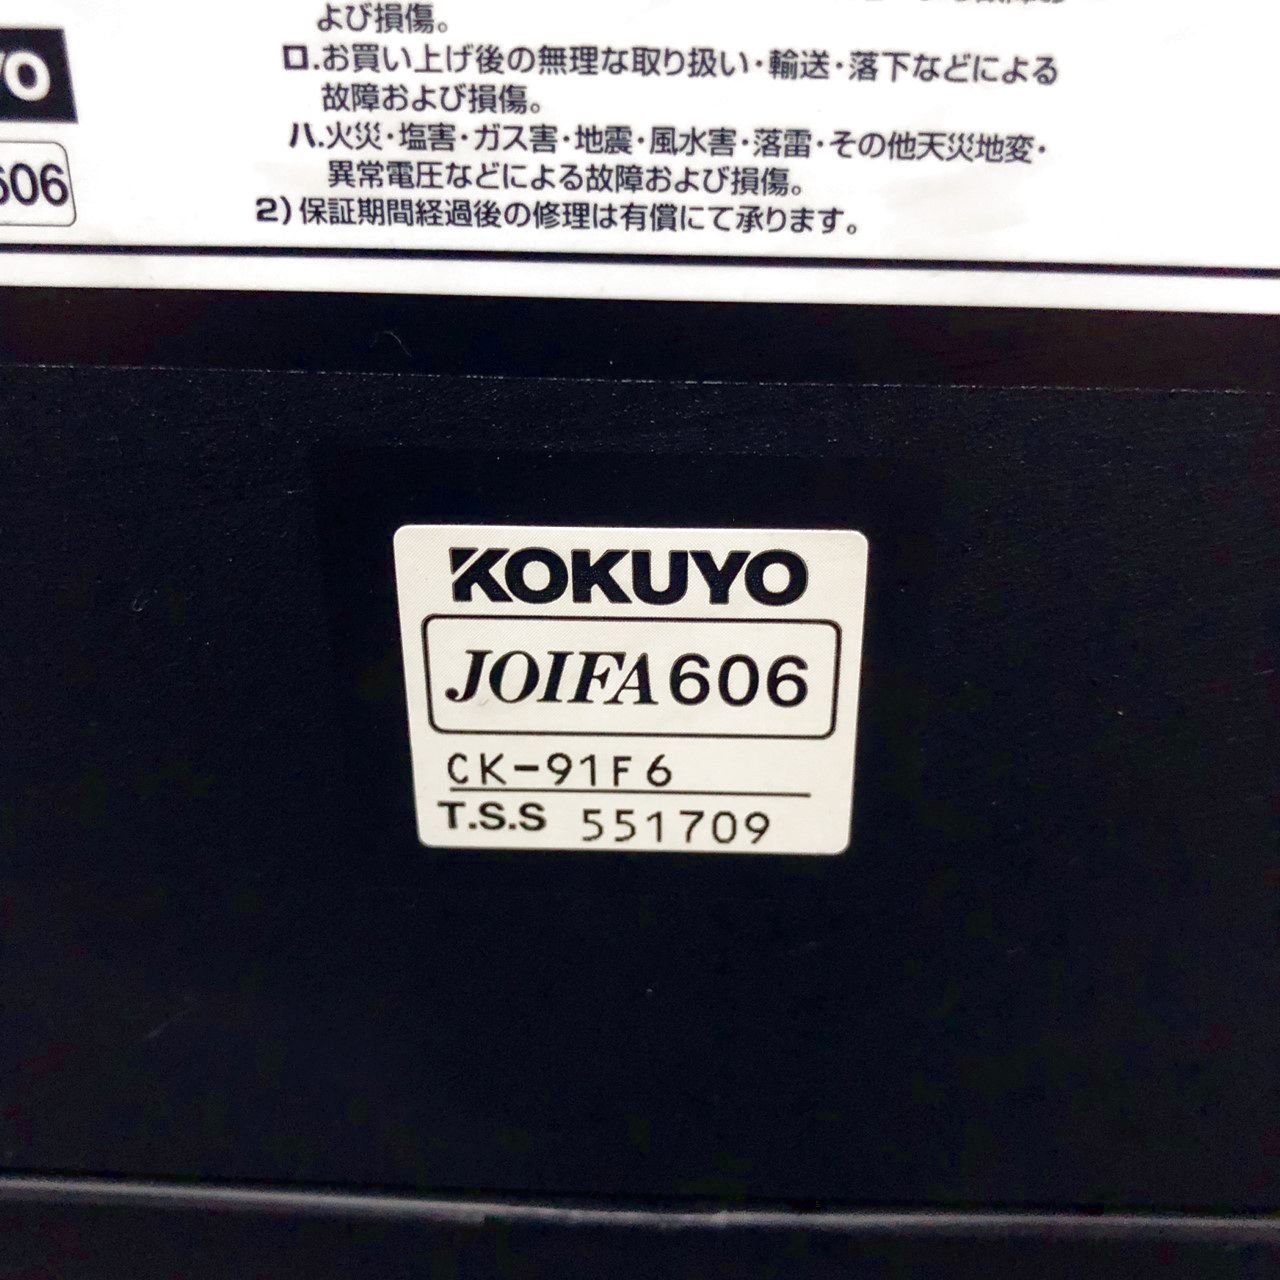 よび損傷。
ロ.お買い上げ後の無理な取り扱い・輸送・落下などによる
故障および損傷。
ハ.火災・塩害・ガス害・地震・風水害・落雷・その他天災地変・
異常電圧などによる故障および損傷。
2)保証期間経過後の修理は有償にて承ります。
YO
606
KOKUYO
JOIFA606
CK-91F6
T.S.S 551709